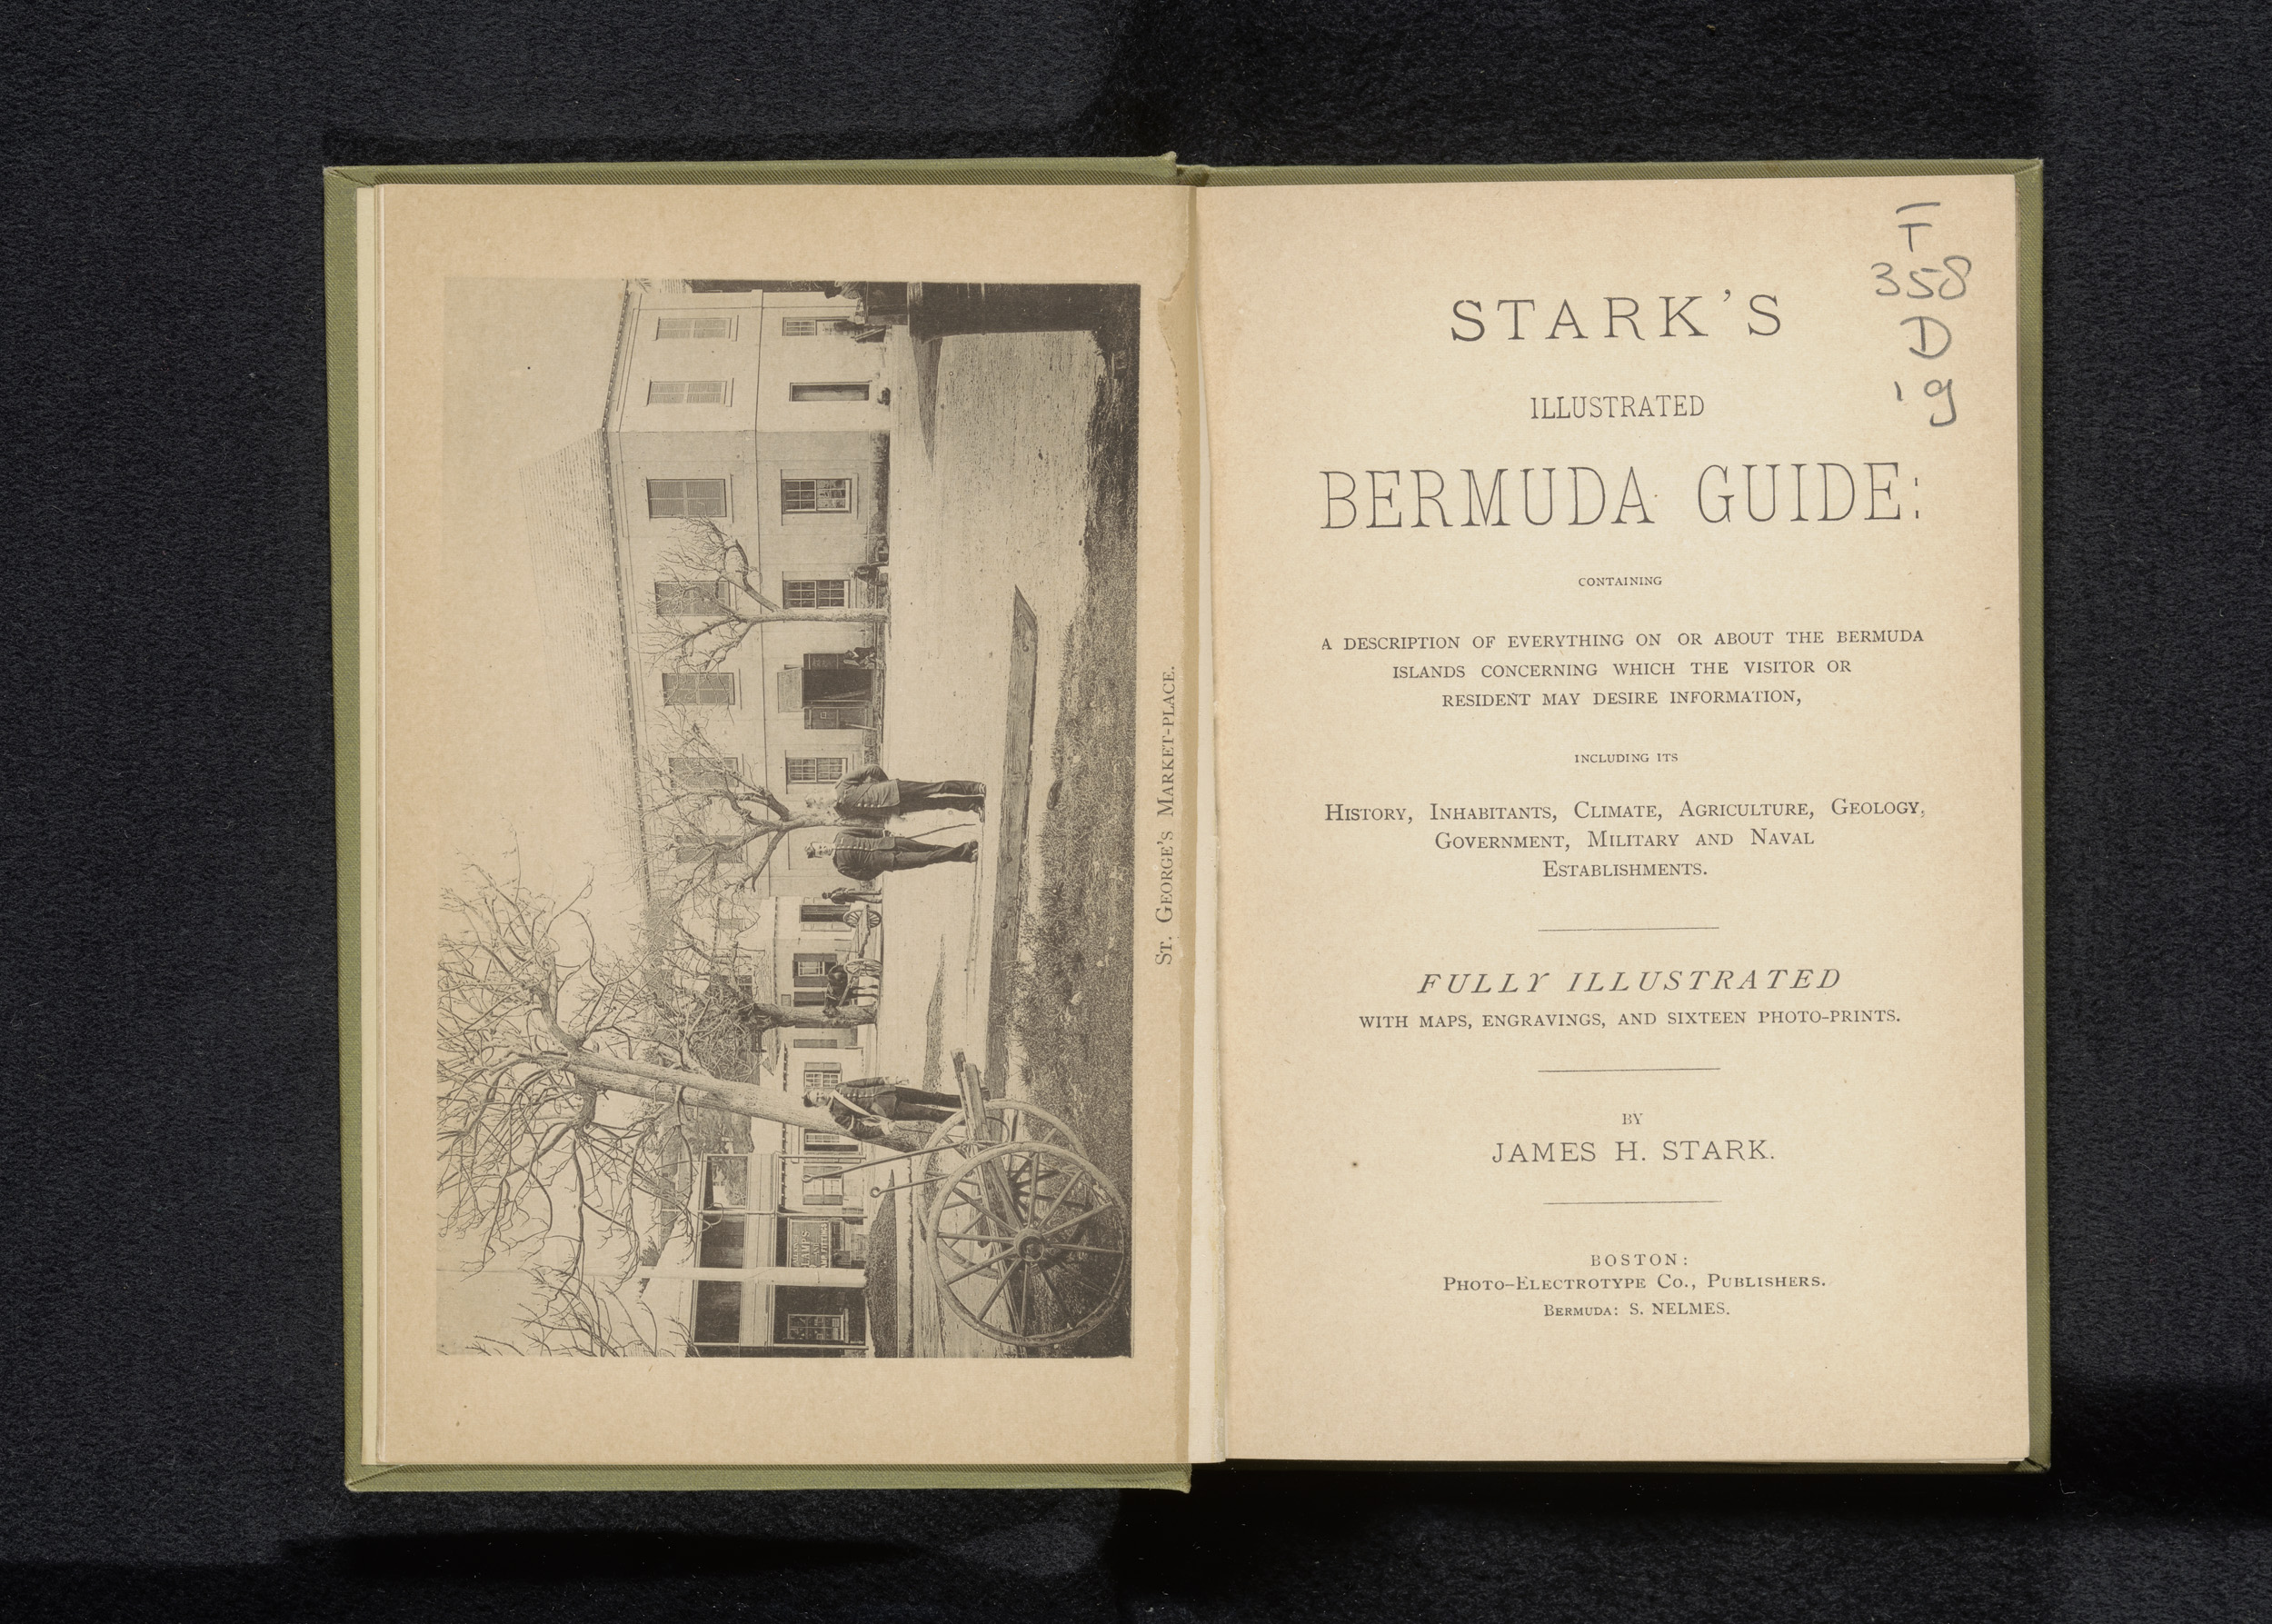 ST. GEORGE'S MARKET-PLACE.
LAMPS
F
358
D
19
STARK'S
ILLUSTRATED
BERMUDA GUIDE:
CONTAINING
A DESCRIPTION OF EVERYTHING ON OR ABOUT THE BERMUDA
ISLANDS CONCERNING WHICH THE VISITOR OR
RESIDENT MAY DESIRE INFORMATION,
INCLUDING ITS
HISTORY, INHABITANTS, CLIMATE, AGRICULTURE, GEOLOGY,
GOVERNMENT, MILITARY AND NAVAL
ESTABLISHMENTS.
FULLY ILLUSTRATED
WITH MAPS, ENGRAVINGS, AND SIXTEEN PHOTO-PRINTS.
BY
JAMES H. STARK.
BOSTON:
PHOTO-ELECTROTYPE CO., PUBLISHERS.
BERMUDA: S. NELMES.